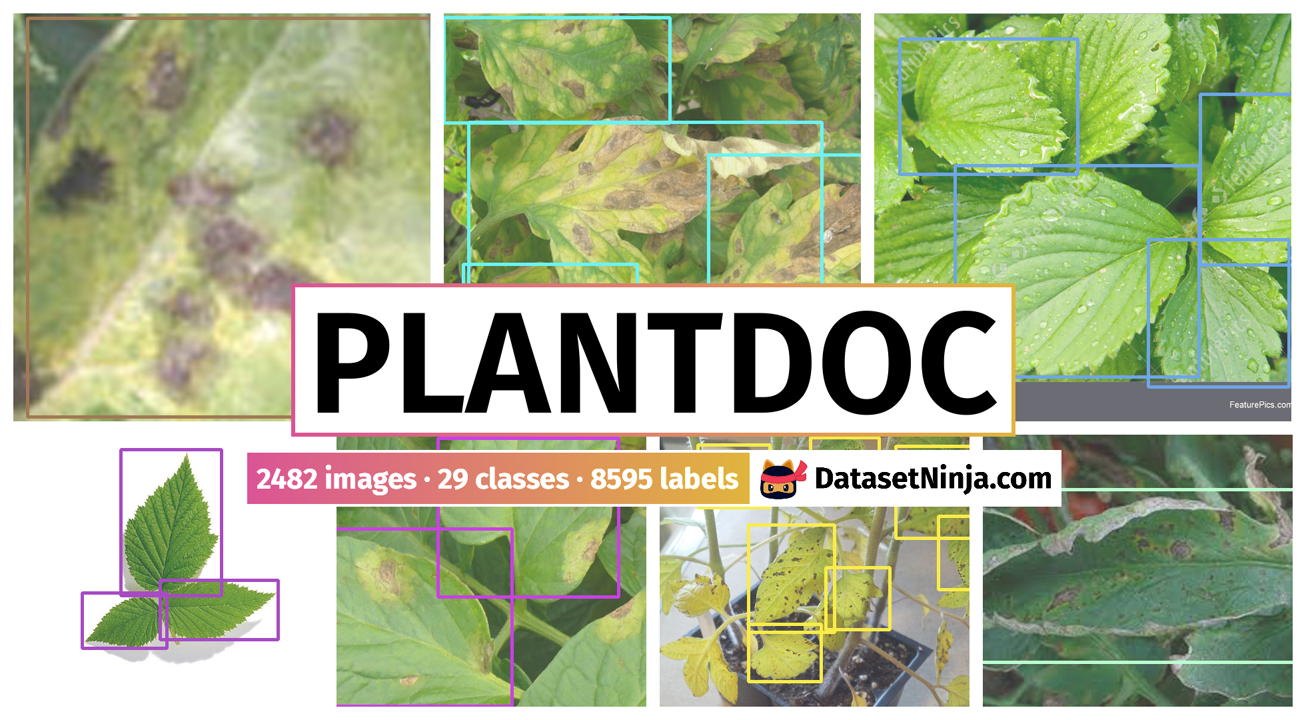 PLANTDOC
FeaturePics.com
2482 images · 29 classes · 8595 labels
DatasetNinja.com